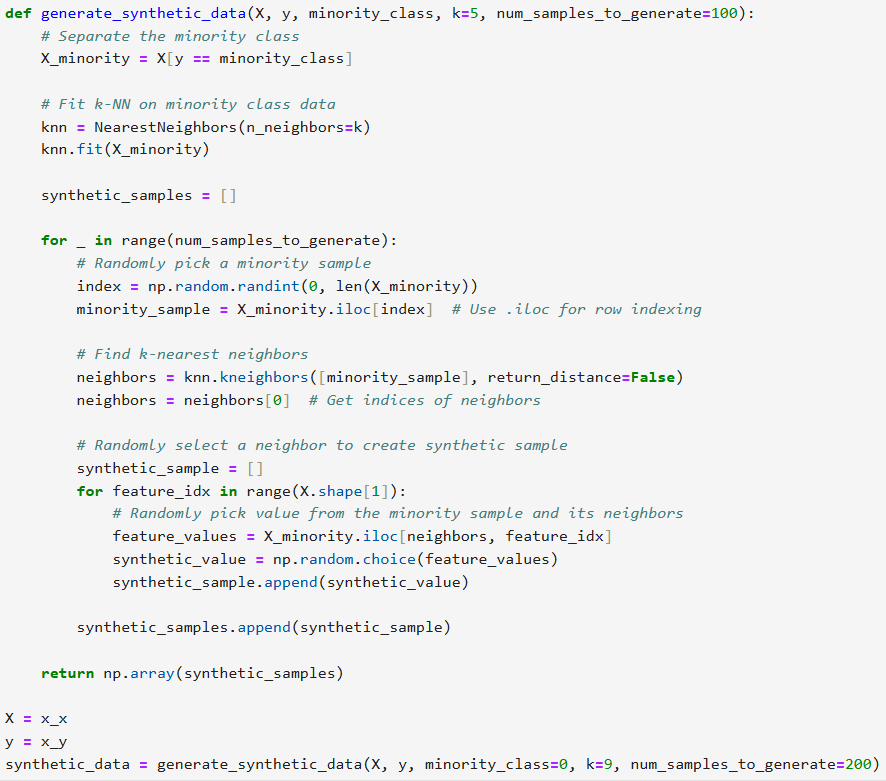 def generate_synthetic_data(X, y, minority_class, k=5, num_samples_to_generate=100):
    # Separate the minority class
    X_minority = X[y == minority_class]

    # Fit k-NN on minority class data
    knn = NearestNeighbors(n_neighbors=k)
    knn.fit(X_minority)

    synthetic_samples = []

    for _ in range(num_samples_to_generate):
        # Randomly pick a minority sample
        index = np.random.randint(0, len(X_minority))
        minority_sample = X_minority.iloc[index]  # Use .iloc for row indexing

        # Find k-nearest neighbors
        neighbors = knn.kneighbors([minority_sample], return_distance=False)
        neighbors = neighbors[0]  # Get indices of neighbors

        # Randomly select a neighbor to create synthetic sample
        synthetic_sample = []
        for feature_idx in range(X.shape[1]):
            # Randomly pick value from the minority sample and its neighbors
            feature_values = X_minority.iloc[neighbors, feature_idx]
            synthetic_value = np.random.choice(feature_values)
            synthetic_sample.append(synthetic_value)

        synthetic_samples.append(synthetic_sample)

    return np.array(synthetic_samples)

X = x_x
y = x_y
synthetic_data = generate_synthetic_data(X, y, minority_class=0, k=9, num_samples_to_generate=200)